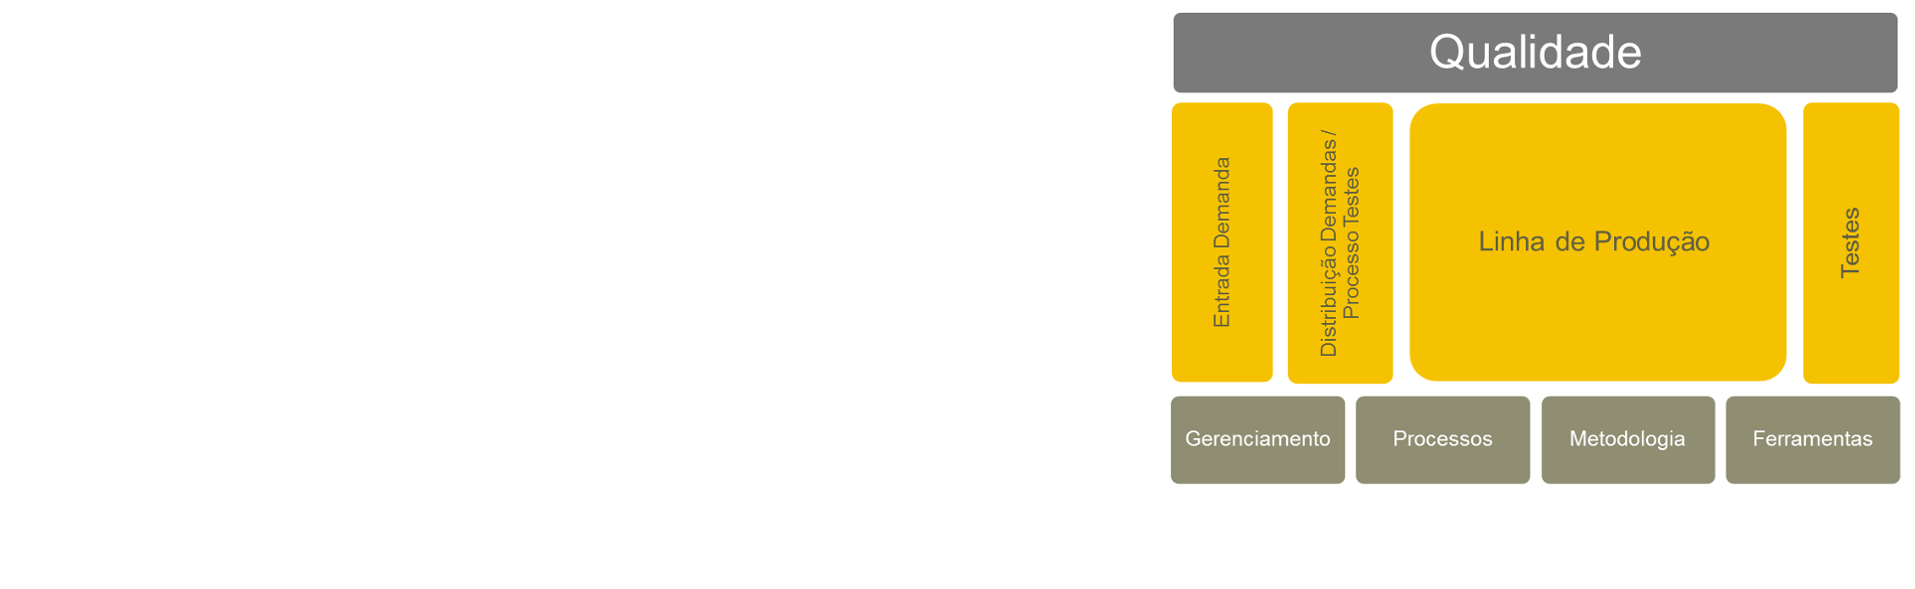 Qualidade
Entrada Demanda
Distribuição Demandas /
Processo Testes
Linha de Produção
Testes
Gerenciamento
Processos
Metodologia
Ferramentas